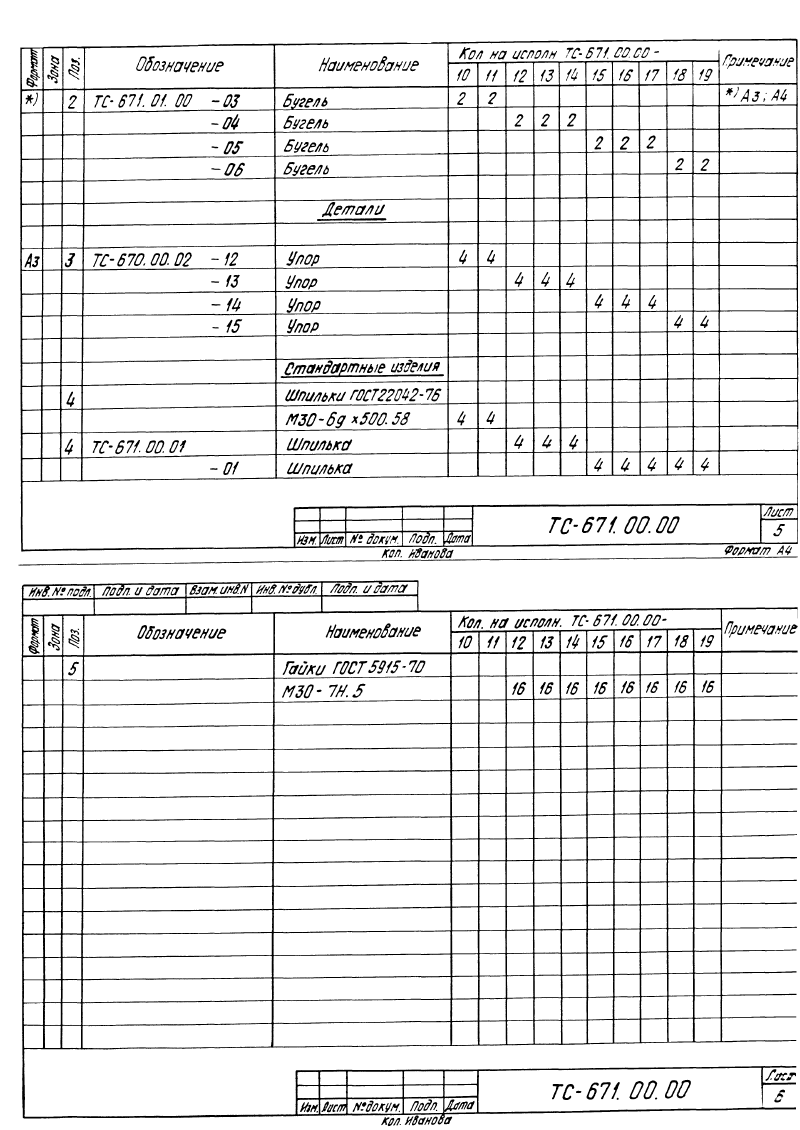 Формат Зона Поз. Обозначение Наименование Кол на исполн ТС-671.00.00- Примечание
10 11 12 13 14 15 16 17 18 19
*) 2 ТС-671.01.00 -03 Бугель 2 2 *) А3; А4
-04 Бугель 2 2 2
-05 Бугель 2 2 2
-06 Бугель 2 2
Детали
А3 3 ТС-670.00.02 -12 Упор 4 4
-13 Упор 4 4 4
-14 Упор 4 4 4
-15 Упор 4 4
Стандартные изделия
4 Шпильки ГОСТ22042-76
М30-6g ×500.58 4 4
4 ТС-671.00.01 Шпилька 4 4 4
-01 Шпилька 4 4 4 4 4
Изм. Лист № докум. Подп. Дата ТС-671.00.00 Лист 5
Коп. Иванова Формат А4
Инв. № подл. Подп. и дата Взам. инв. N Инв. № дубл. Подп. и дата
Формат Зона Поз. Обозначение Наименование Кол. на исполн. ТС-671.00.00- Примечание
10 11 12 13 14 15 16 17 18 19
5 Гайки ГОСТ 5915-70
М30-7Н.5 16 16 16 16 16 16 16 16
Изм. Лист № докум. Подп. Дата ТС-671.00.00 Лист 6
Коп. Иванова